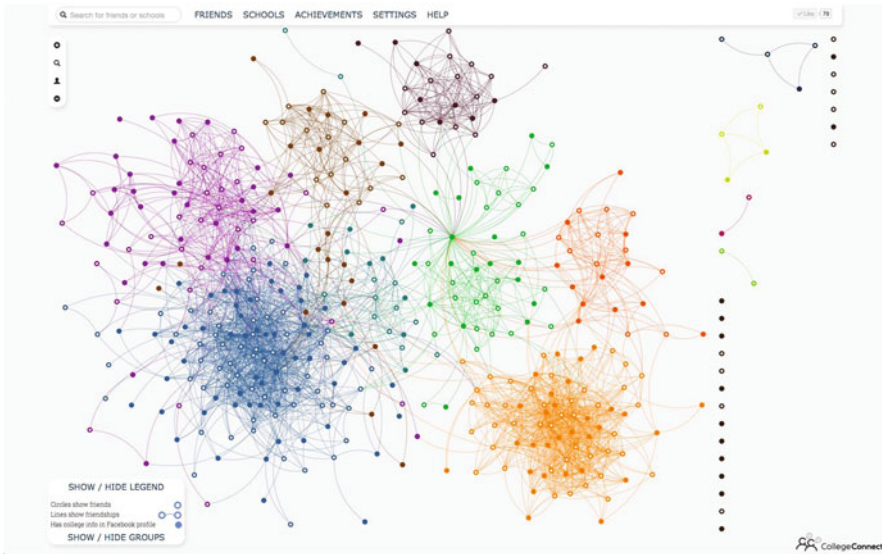 Search for friends or schools
FRIENDS SCHOOLS ACHIEVEMENTS SETTINGS HELP
Like 70
SHOW / HIDE LEGEND
Circles show friends
Lines show friendships
Has college info in Facebook profile
SHOW / HIDE GROUPS
CollegeConnect